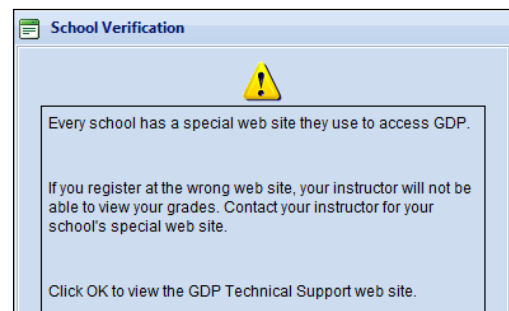 School Verification
Every school has a special web site they use to access GDP.
If you register at the wrong web site, your instructor will not be
able to view your grades. Contact your instructor for your
school's special web site.
Click OK to view the GDP Technical Support web site.